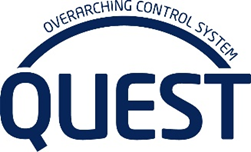 OVERARCHING CONTROL SYSTEM
QUEST